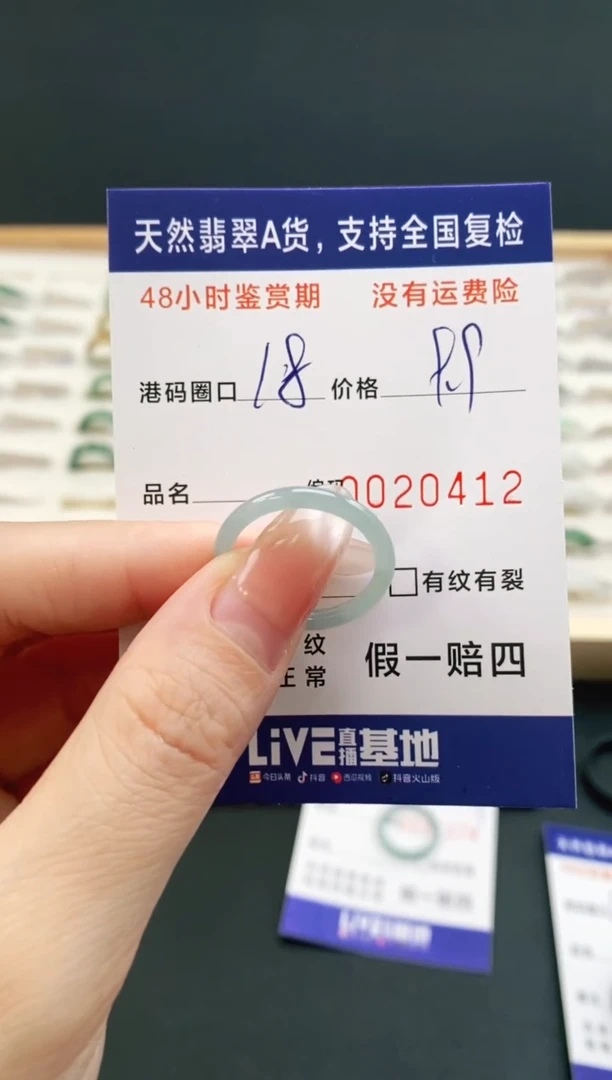 天然翡翠A货，支持全国复检
48小时鉴赏期 没有运费险
港码圈口 18 价格
品名 编码 0020412
有纹有裂
纹
正常 假一赔四
LiVE直播基地
今日头条 抖音 西瓜视频 抖音火山版